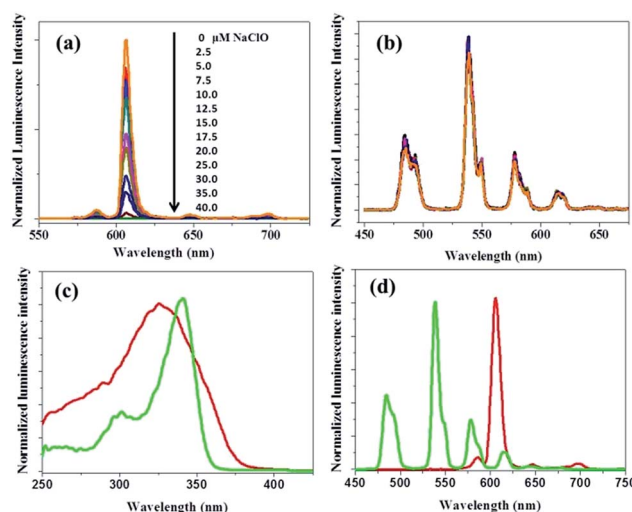 (a)
0 μM NaClO
2.5
5.0
7.5
10.0
12.5
15.0
17.5
20.0
25.0
30.0
35.0
40.0
Normalized Luminescence Intensity
550 600 650 700
Wavelength (nm)
(b)
Normalized Luminescence Intensity
450 500 550 600 650
Wavelength (nm)
(c)
Normalized luminescence intensity
250 300 350 400
Wavelength (nm)
(d)
Normalized luminescence intensity
450 500 550 600 650 700 750
Wavelength (nm)